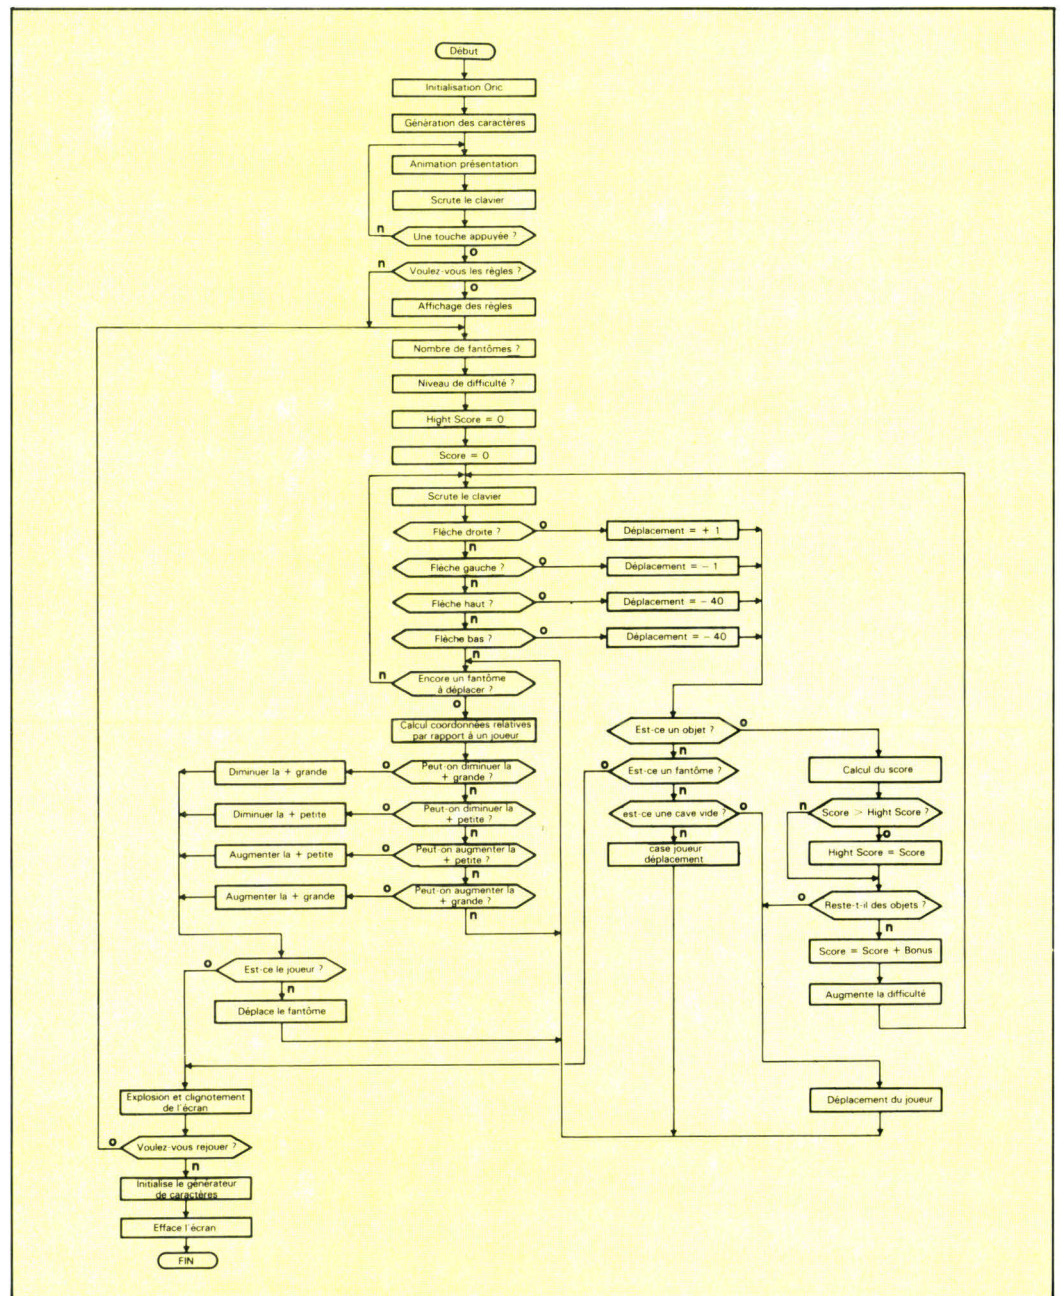 Début
Initialisation Oric
Génération des caractères
Animation présentation
Scrute le clavier
n
Une touche appuyée ?
o
n
Voulez-vous les règles ?
o
Affichage des règles
Nombre de fantômes ?
Niveau de difficulté ?
Hight Score = 0
Score = 0
Scrute le clavier
Flèche droite ?
o
Déplacement = + 1
n
Flèche gauche ?
o
Déplacement = – 1
n
Flèche haut ?
o
Déplacement = – 40
n
Flèche bas ?
o
Déplacement = – 40
n
n
Encore un fantôme
à déplacer ?
o
Calcul coordonnées relatives
par rapport à un joueur
Peut-on diminuer la
+ grande ?
o
Diminuer la + grande
n
Peut-on diminuer la
+ petite ?
o
Diminuer la + petite
n
Peut-on augmenter la
+ petite ?
o
Augmenter la + petite
n
Peut-on augmenter la
+ grande ?
o
Augmenter la + grande
n
Est-ce un objet ?
o
n
o
Est-ce un fantôme ?
n
est-ce une cave vide ?
o
n
case joueur
déplacement
Calcul du score
n
Score > Hight Score ?
o
Hight Score = Score
o
Reste-t-il des objets ?
n
Score = Score + Bonus
Augmente la difficulté
Déplacement du joueur
o
Est-ce le joueur ?
n
Déplace le fantôme
Explosion et clignotement
de l'écran
o
Voulez-vous rejouer ?
n
Initialise le générateur
de caractères
Efface l'écran
FIN